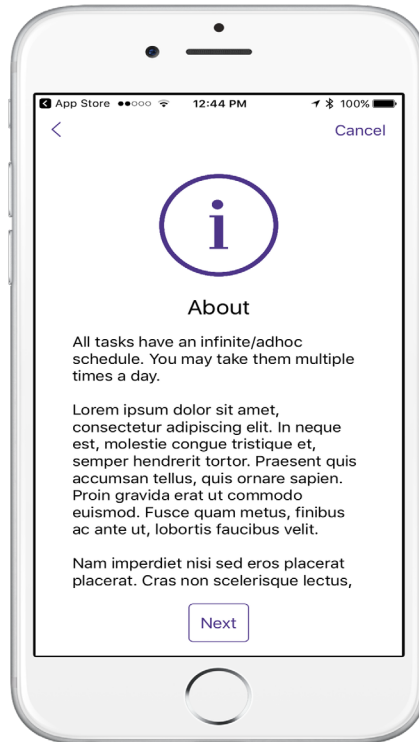 App Store 12:44 PM 100%
Cancel
i
About
All tasks have an infinite/adhoc
schedule. You may take them multiple
times a day.
Lorem ipsum dolor sit amet,
consectetur adipiscing elit. In neque
est, molestie congue tristique et,
semper hendrerit tortor. Praesent quis
accumsan tellus, quis ornare sapien.
Proin gravida erat ut commodo
euismod. Fusce quam metus, finibus
ac ante ut, lobortis faucibus velit.
Nam imperdiet nisi sed eros placerat
placerat. Cras non scelerisque lectus,
Next